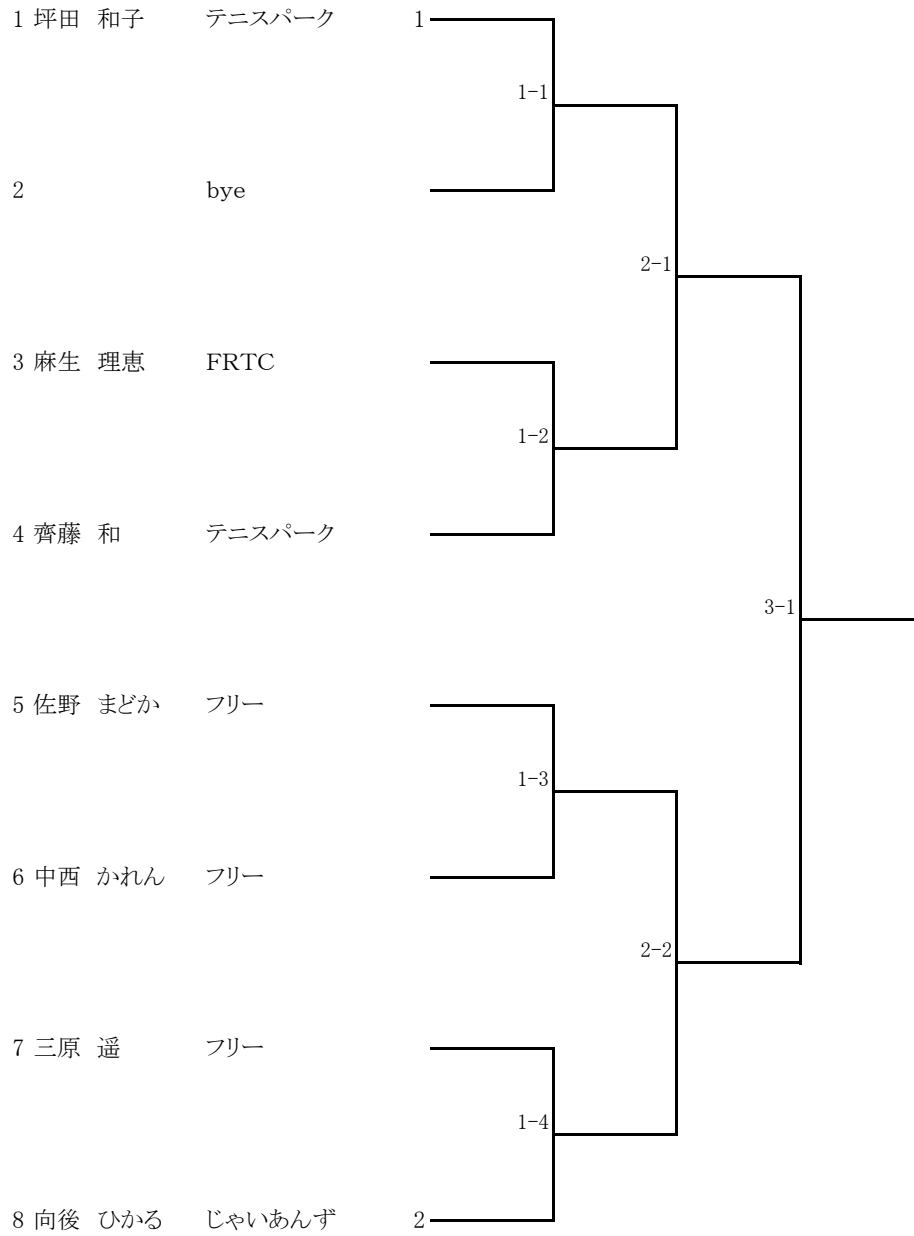 1 坪田 和子 テニスパーク 1
1-1
2 bye
2-1
3 麻生 理恵 FRTC
1-2
4 齊藤 和 テニスパーク
3-1
5 佐野 まどか フリー
1-3
6 中西 かれん フリー
2-2
7 三原 遥 フリー
1-4
8 向後 ひかる じゃいあんず 2